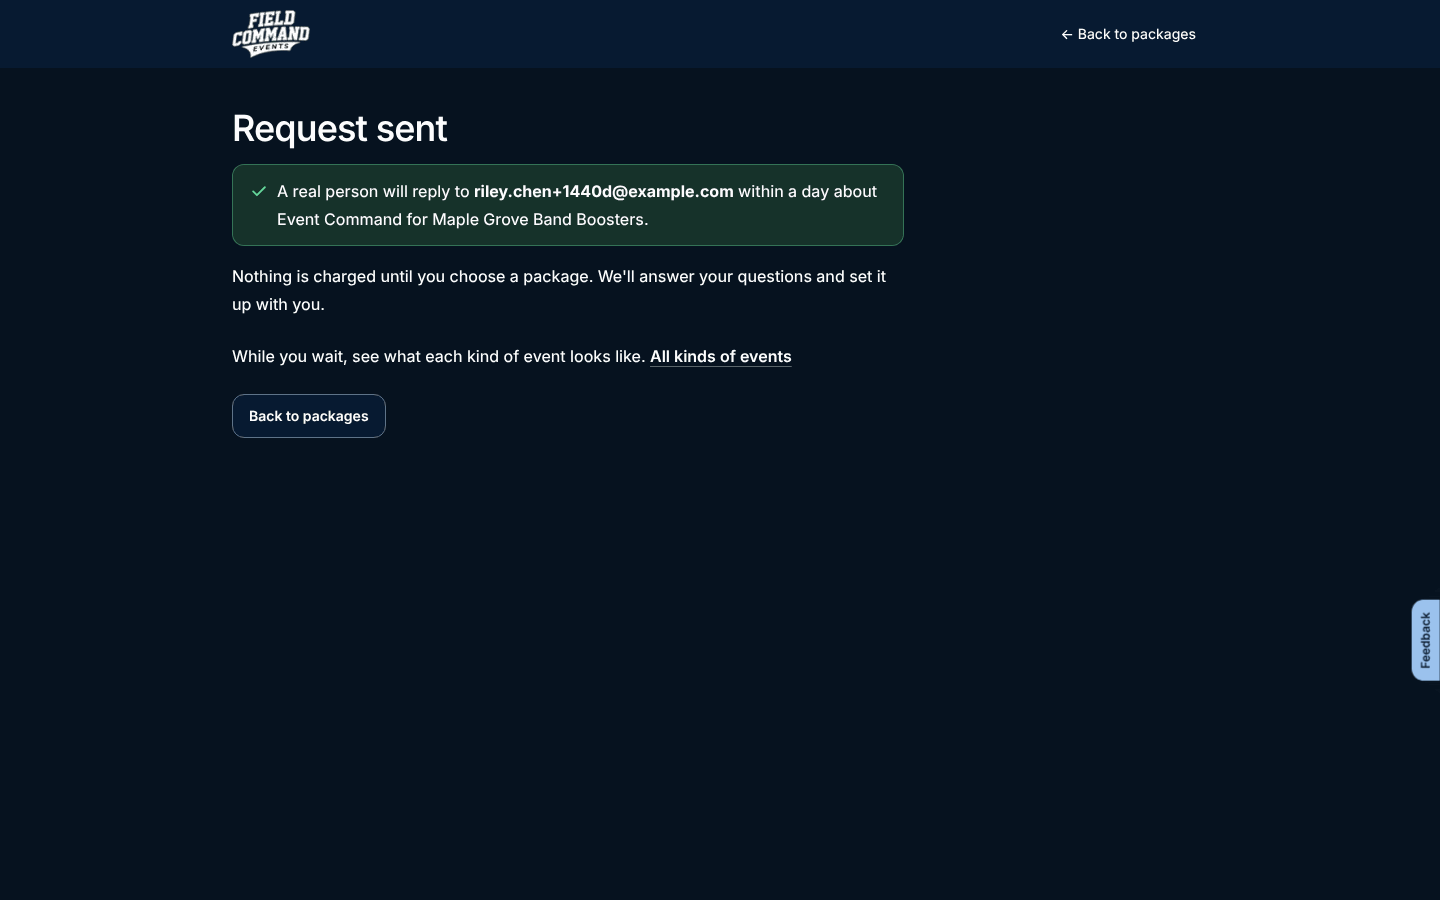 FIELD
COMMAND
EVENTS
← Back to packages
Request sent
A real person will reply to riley.chen+1440d@example.com within a day about
Event Command for Maple Grove Band Boosters.
Nothing is charged until you choose a package. We'll answer your questions and set it
up with you.
While you wait, see what each kind of event looks like. All kinds of events
Back to packages
Feedback